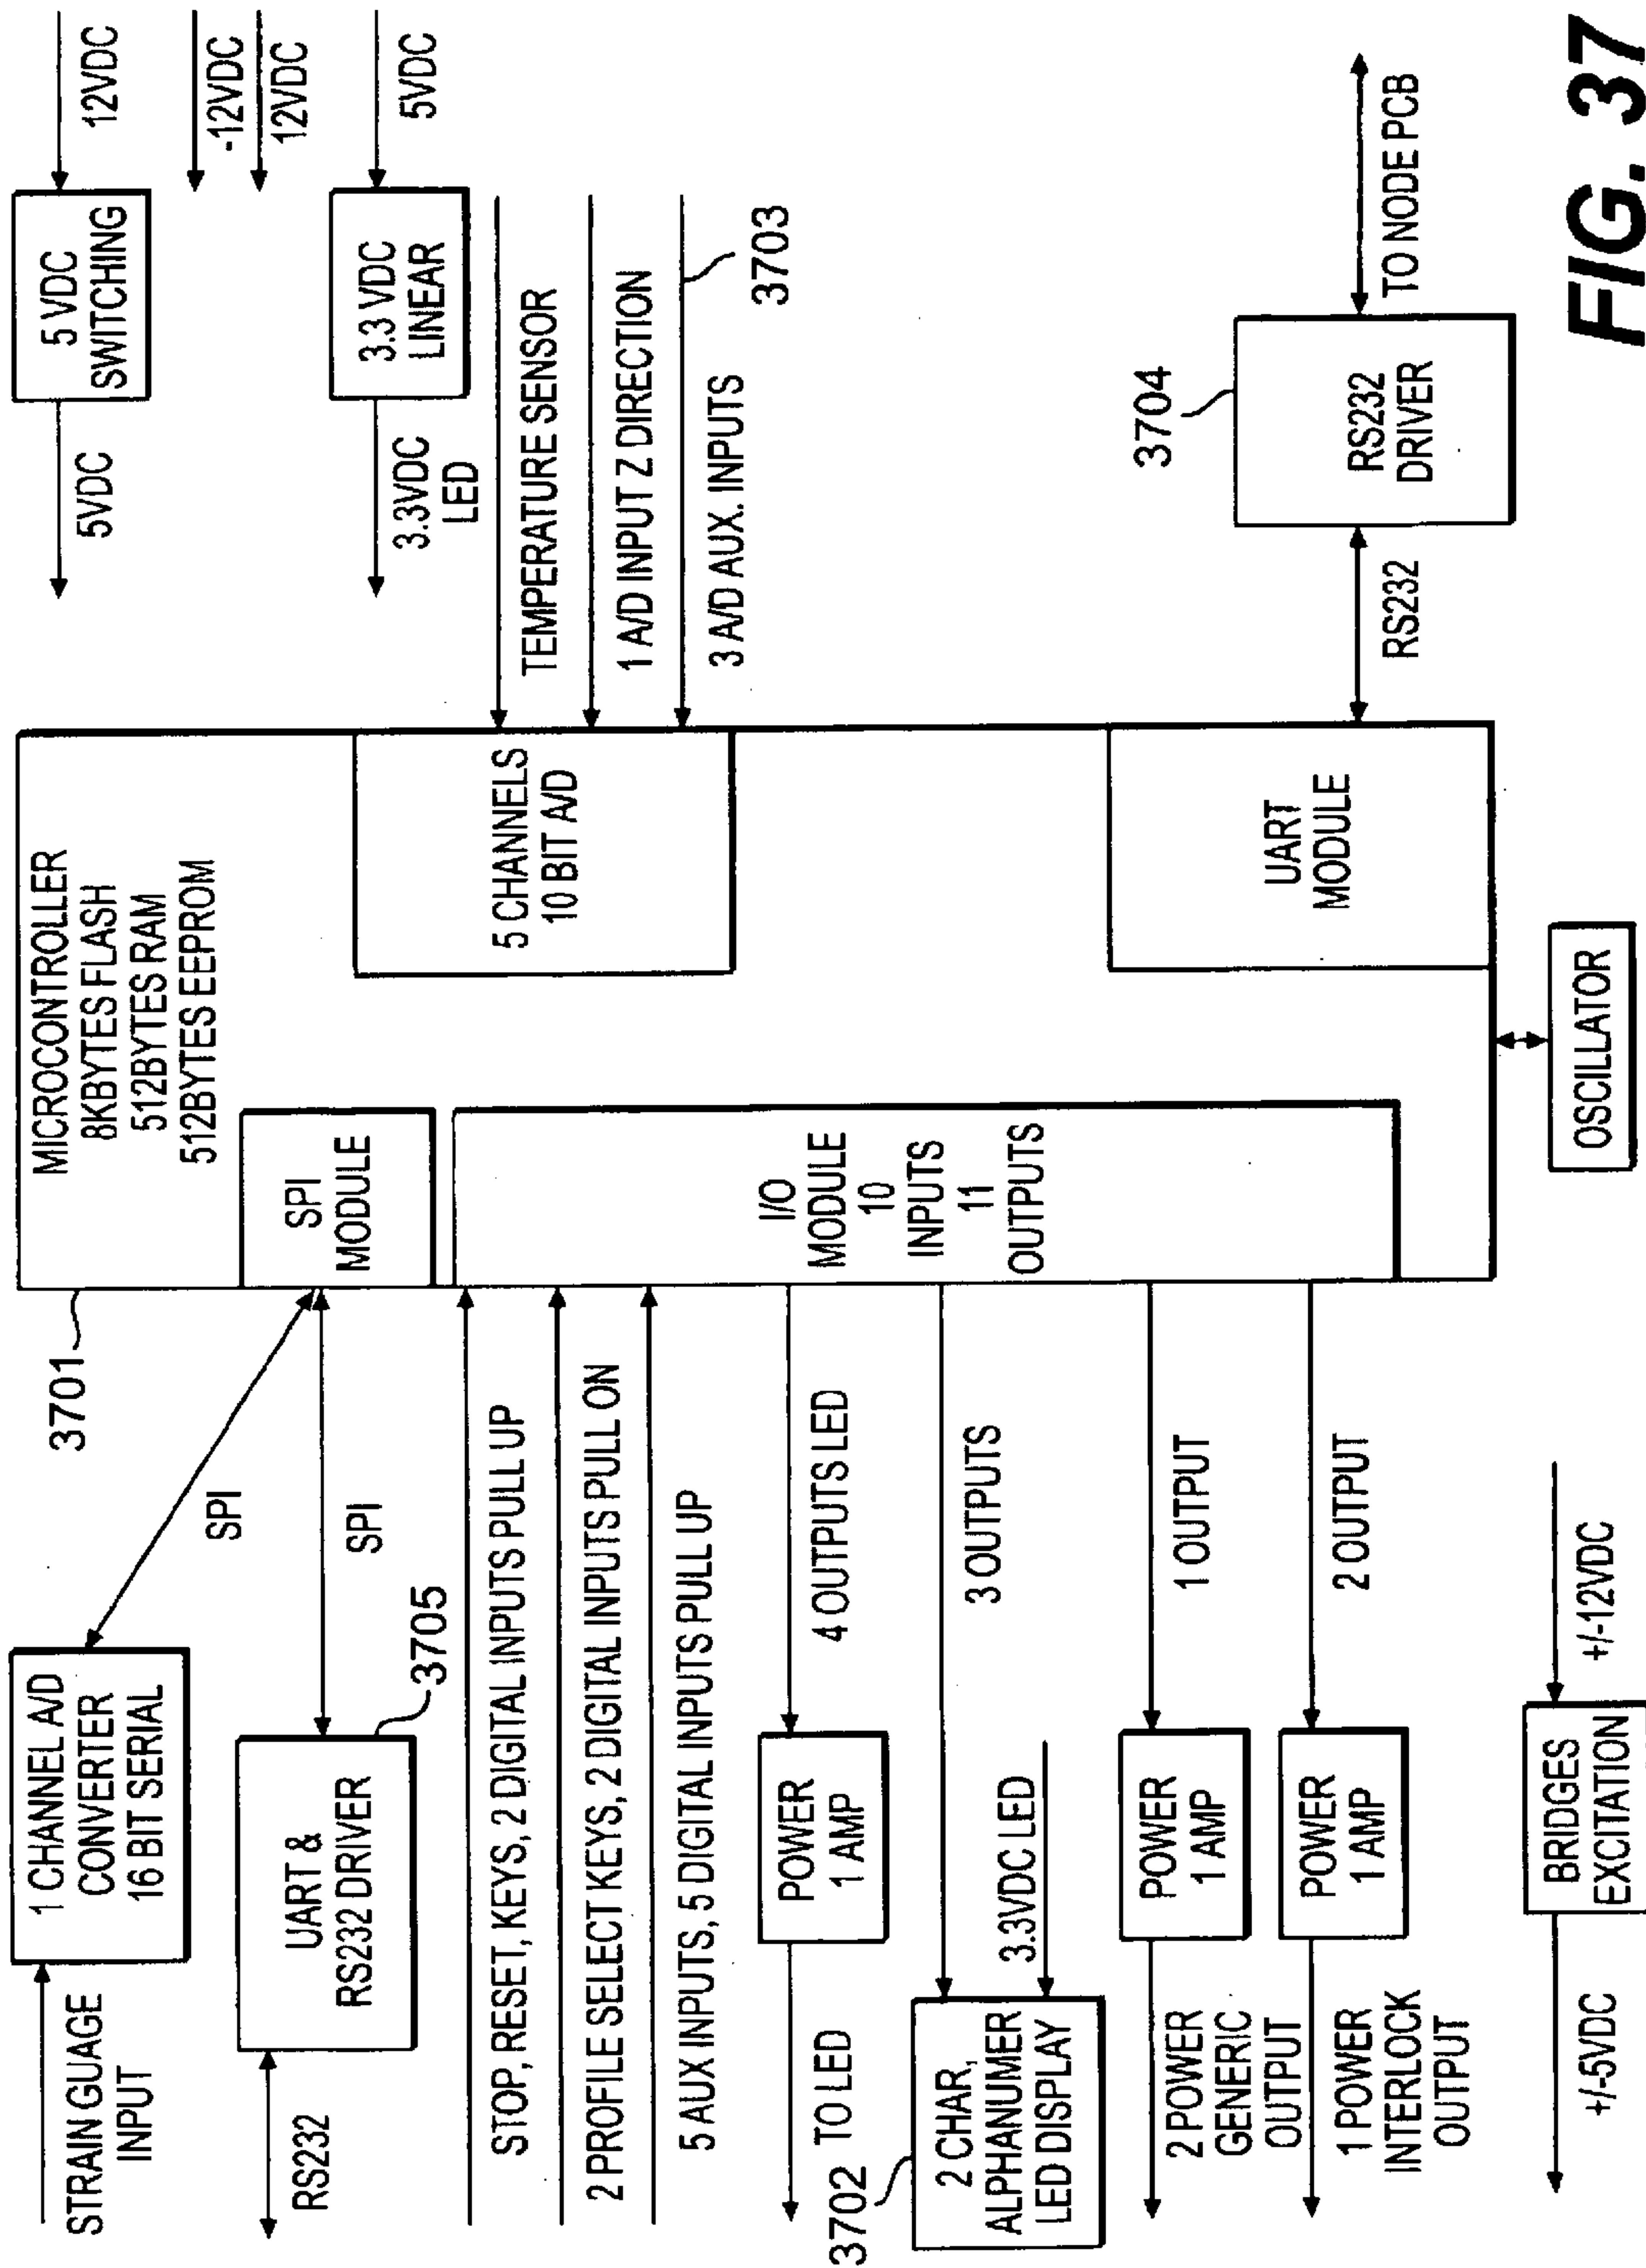 3701
MICROCONTROLLER
8KBYTES FLASH
512BYTES RAM
512BYTES EEPROM
12VDC
5 VDC
SWITCHING
5VDC
-12VDC
12VDC
5VDC
3.3 VDC
LINEAR
3.3VDC
LED
STRAIN GUAGE
INPUT
1 CHANNEL A/D
CONVERTER
16 BIT SERIAL
SPI
SPI
MODULE
RS232
UART &
RS232 DRIVER
3705
SPI
STOP, RESET, KEYS, 2 DIGITAL INPUTS PULL UP
2 PROFILE SELECT KEYS, 2 DIGITAL INPUTS PULL ON
5 AUX INPUTS, 5 DIGITAL INPUTS PULL UP
5 CHANNELS
10 BIT A/D
TEMPERATURE SENSOR
1 A/D INPUT Z DIRECTION
3 A/D AUX. INPUTS
3703
I/O
MODULE
10
INPUTS
11
OUTPUTS
TO LED
POWER
1 AMP
4 OUTPUTS LED
3702
2 CHAR,
ALPHANUMER
LED DISPLAY
3.3VDC LED
3 OUTPUTS
2 POWER
GENERIC
OUTPUT
POWER
1 AMP
1 OUTPUT
1 POWER
INTERLOCK
OUTPUT
POWER
1 AMP
2 OUTPUT
UART
MODULE
RS232
3704
RS232
DRIVER
TO NODE PCB
+/-5VDC
BRIDGES
EXCITATION
+/-12VDC
OSCILLATOR
FIG. 37